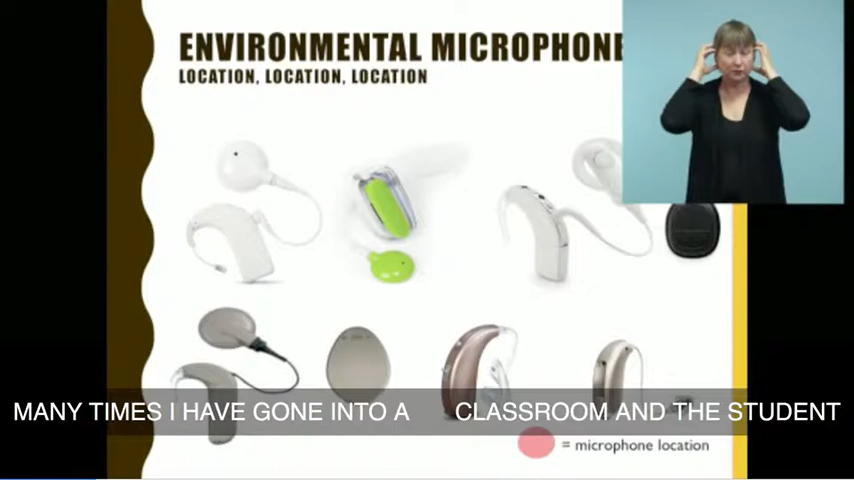 ENVIRONMENTAL MICROPHONE
LOCATION, LOCATION, LOCATION
MANY TIMES I HAVE GONE INTO A CLASSROOM AND THE STUDENT
= microphone location